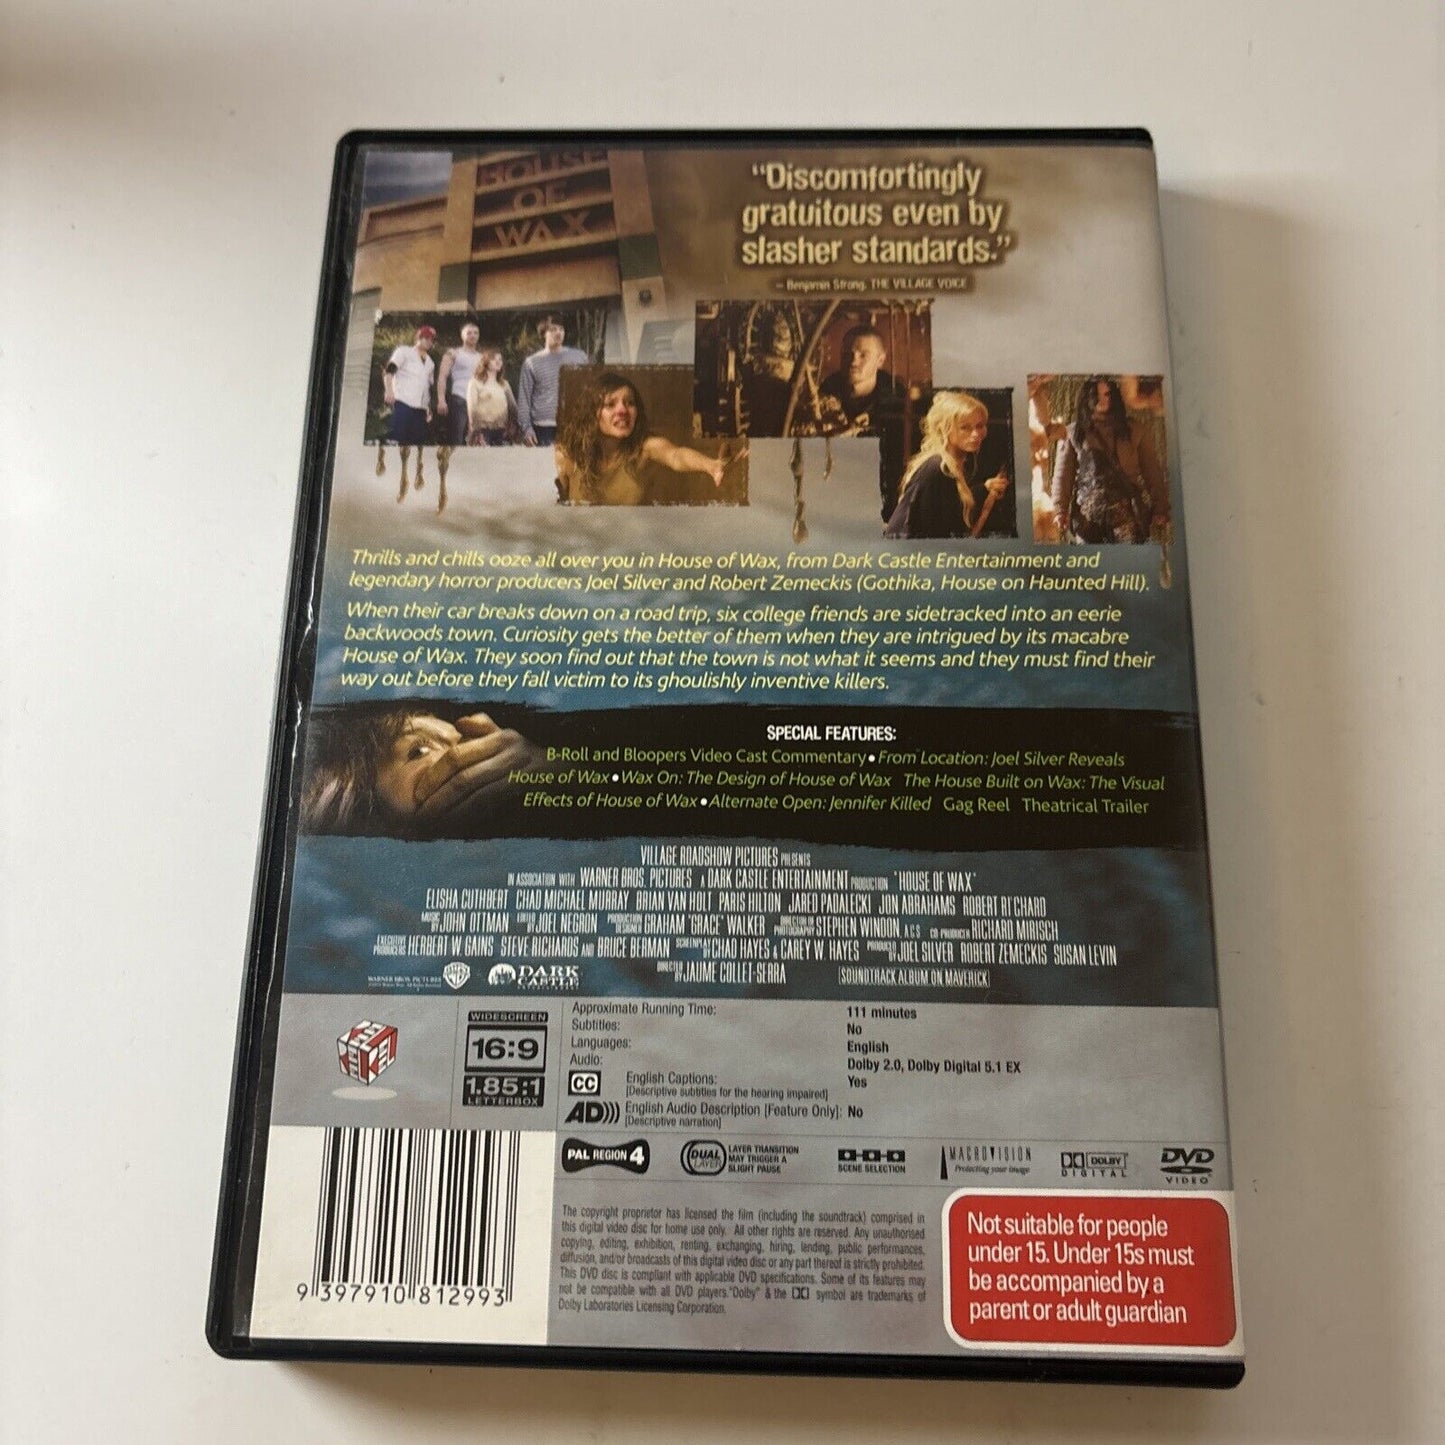 HOUSE
OF
WAX
"Discomfortingly
gratuitous even by
slasher standards."
– Benjamin Strong, THE VILLAGE VOICE
Thrills and chills ooze all over you in House of Wax, from Dark Castle Entertainment and
legendary horror producers Joel Silver and Robert Zemeckis (Gothika, House on Haunted Hill).
When their car breaks down on a road trip, six college friends are sidetracked into an eerie
backwoods town. Curiosity gets the better of them when they are intrigued by its macabre
House of Wax. They soon find out that the town is not what it seems and they must find their
way out before they fall victim to its ghoulishly inventive killers.
SPECIAL FEATURES:
B-Roll and Bloopers Video Cast Commentary • From Location: Joel Silver Reveals
House of Wax • Wax On: The Design of House of Wax The House Built on Wax: The Visual
Effects of House of Wax • Alternate Open: Jennifer Killed Gag Reel Theatrical Trailer
VILLAGE ROADSHOW PICTURES PRESENTS
IN ASSOCIATION WITH WARNER BROS. PICTURES A DARK CASTLE ENTERTAINMENT PRODUCTION "HOUSE OF WAX"
ELISHA CUTHBERT CHAD MICHAEL MURRAY BRIAN VAN HOLT PARIS HILTON JARED PADALECKI JON ABRAHAMS ROBERT RI'CHARD
MUSIC BY JOHN OTTMAN EDITED BY JOEL NEGRON PRODUCTION DESIGNER GRAHAM 'GRACE' WALKER DIRECTOR OF PHOTOGRAPHY STEPHEN WINDON, A.C.S CO-PRODUCER RICHARD MIRISCH
EXECUTIVE PRODUCERS HERBERT W. GAINS STEVE RICHARDS AND BRUCE BERMAN SCREENPLAY BY CHAD HAYES & CAREY W. HAYES PRODUCED BY JOEL SILVER ROBERT ZEMECKIS SUSAN LEVIN
WARNER BROS. PICTURES DARK CASTLE ENTERTAINMENT DIRECTED BY JAUME COLLET-SERRA SOUNDTRACK ALBUM ON MAVERICK
WIDESCREEN
16:9
1.85:1
LETTERBOX
Approximate Running Time: 111 minutes
Subtitles: No
Languages: English
Audio: Dolby 2.0, Dolby Digital 5.1 EX
CC English Captions: Yes
[Descriptive subtitles for the hearing impaired]
AD))) English Audio Description [Feature Only]: No
[Descriptive narration]
PAL REGION 4
DUAL LAYER
LAYER TRANSITION
MAY TRIGGER A
SLIGHT PAUSE
SCENE SELECTION
MACROVISION
Protecting your image
DOLBY
DIGITAL
DVD
VIDEO
The copyright proprietor has licensed the film (including the soundtrack) comprised in
this digital video disc for home use only. All other rights are reserved. Any unauthorised
copying, editing, exhibition, renting, exchanging, hiring, lending, public performances,
diffusion, and/or broadcasts of this digital video disc or any part thereof is strictly prohibited.
This DVD disc is compliant with applicable DVD specifications. Some of its features may
not be compatible with all DVD players. "Dolby" & the symbol are trademarks of
Dolby Laboratories Licensing Corporation.
Not suitable for people
under 15. Under 15s must
be accompanied by a
parent or adult guardian
9 397910 812993